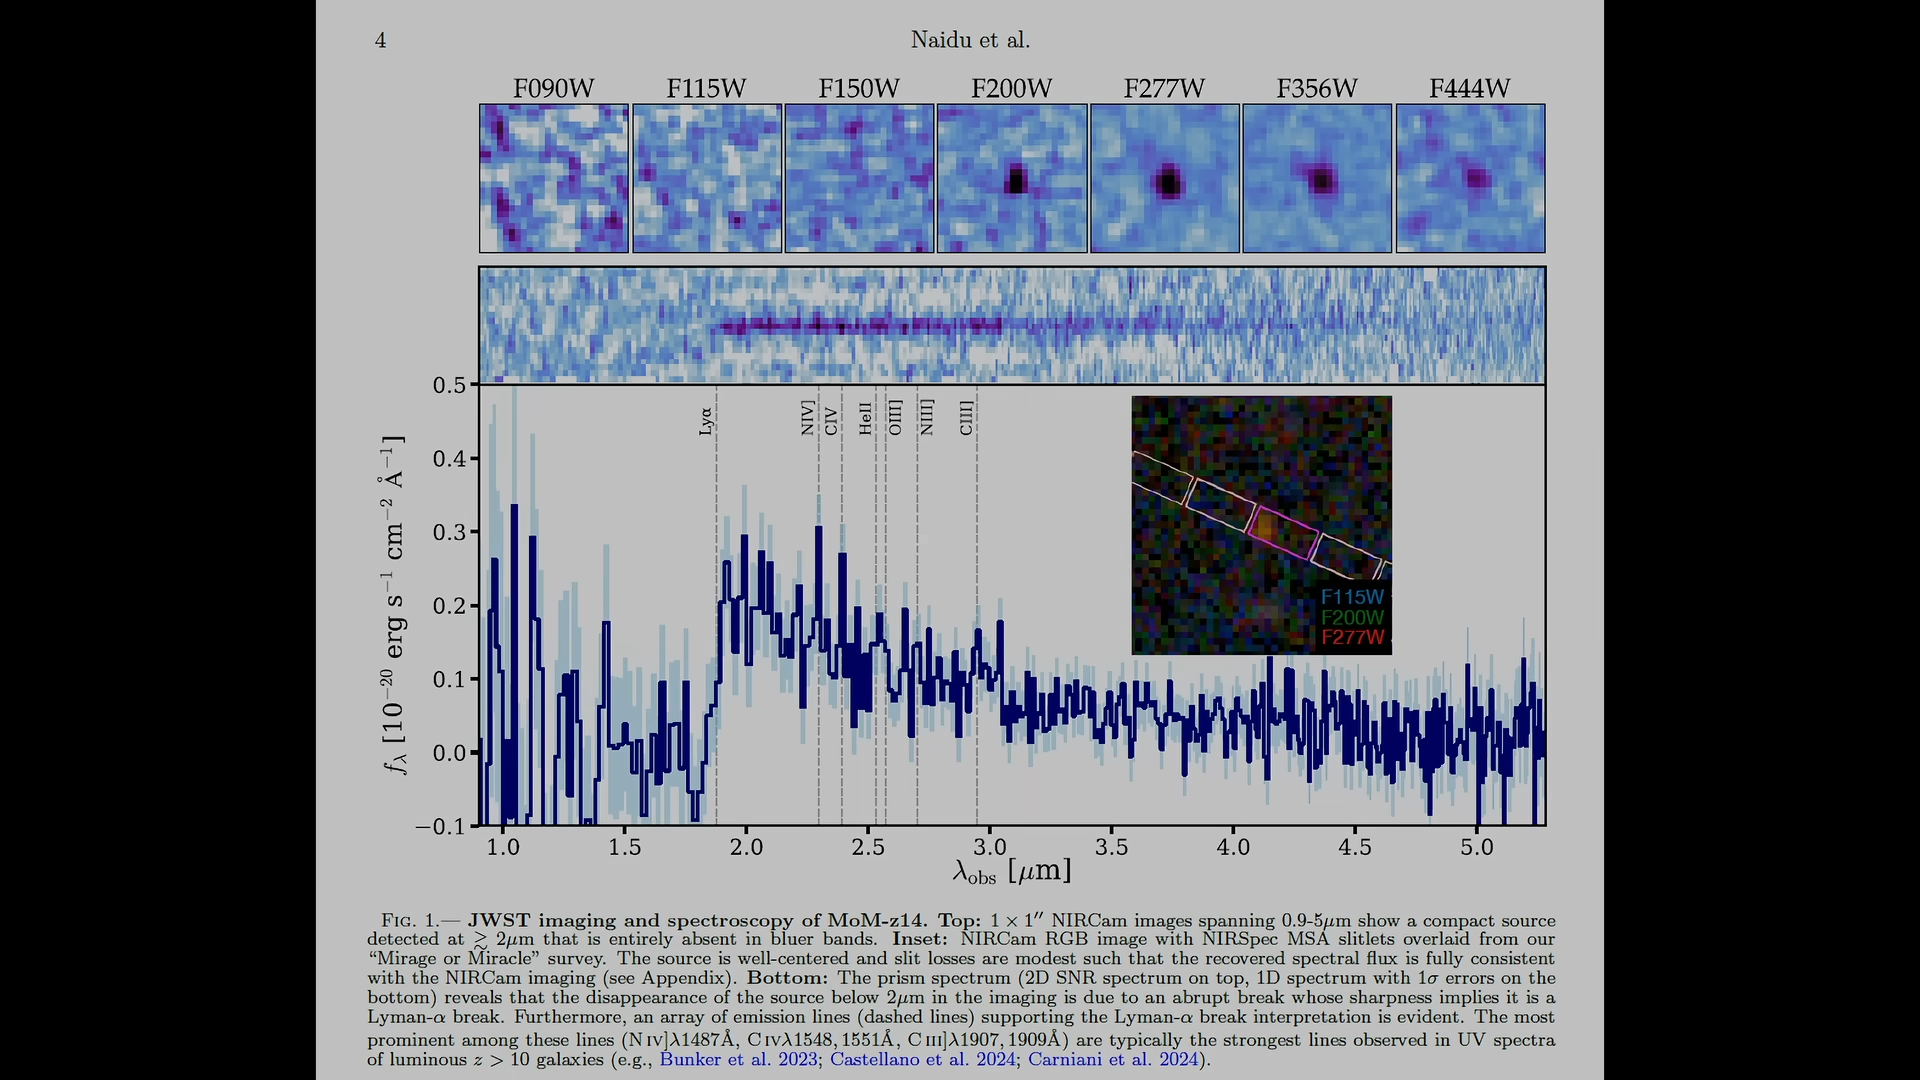 4
Naidu et al.
F090W F115W F150W F200W F277W F356W F444W
0.5
0.4
0.3
0.2
0.1
0.0
−0.1
fλ [10⁻²⁰ erg s⁻¹ cm⁻² Å⁻¹]
Lyα
NIV]
CIV
HeII
OIII]
NIII]
CIII]
F115W
F200W
F277W
1.0 1.5 2.0 2.5 3.0 3.5 4.0 4.5 5.0
λobs [μm]
Fig. 1.— JWST imaging and spectroscopy of MoM-z14. Top: 1 × 1″ NIRCam images spanning 0.9-5μm show a compact source
detected at ≳ 2μm that is entirely absent in bluer bands. Inset: NIRCam RGB image with NIRSpec MSA slitlets overlaid from our
“Mirage or Miracle” survey. The source is well-centered and slit losses are modest such that the recovered spectral flux is fully consistent
with the NIRCam imaging (see Appendix). Bottom: The prism spectrum (2D SNR spectrum on top, 1D spectrum with 1σ errors on the
bottom) reveals that the disappearance of the source below 2μm in the imaging is due to an abrupt break whose sharpness implies it is a
Lyman-α break. Furthermore, an array of emission lines (dashed lines) supporting the Lyman-α break interpretation is evident. The most
prominent among these lines (N IV]λ1487Å, C IVλ1548, 1551Å, C III]λ1907, 1909Å) are typically the strongest lines observed in UV spectra
of luminous z > 10 galaxies (e.g., Bunker et al. 2023; Castellano et al. 2024; Carniani et al. 2024).